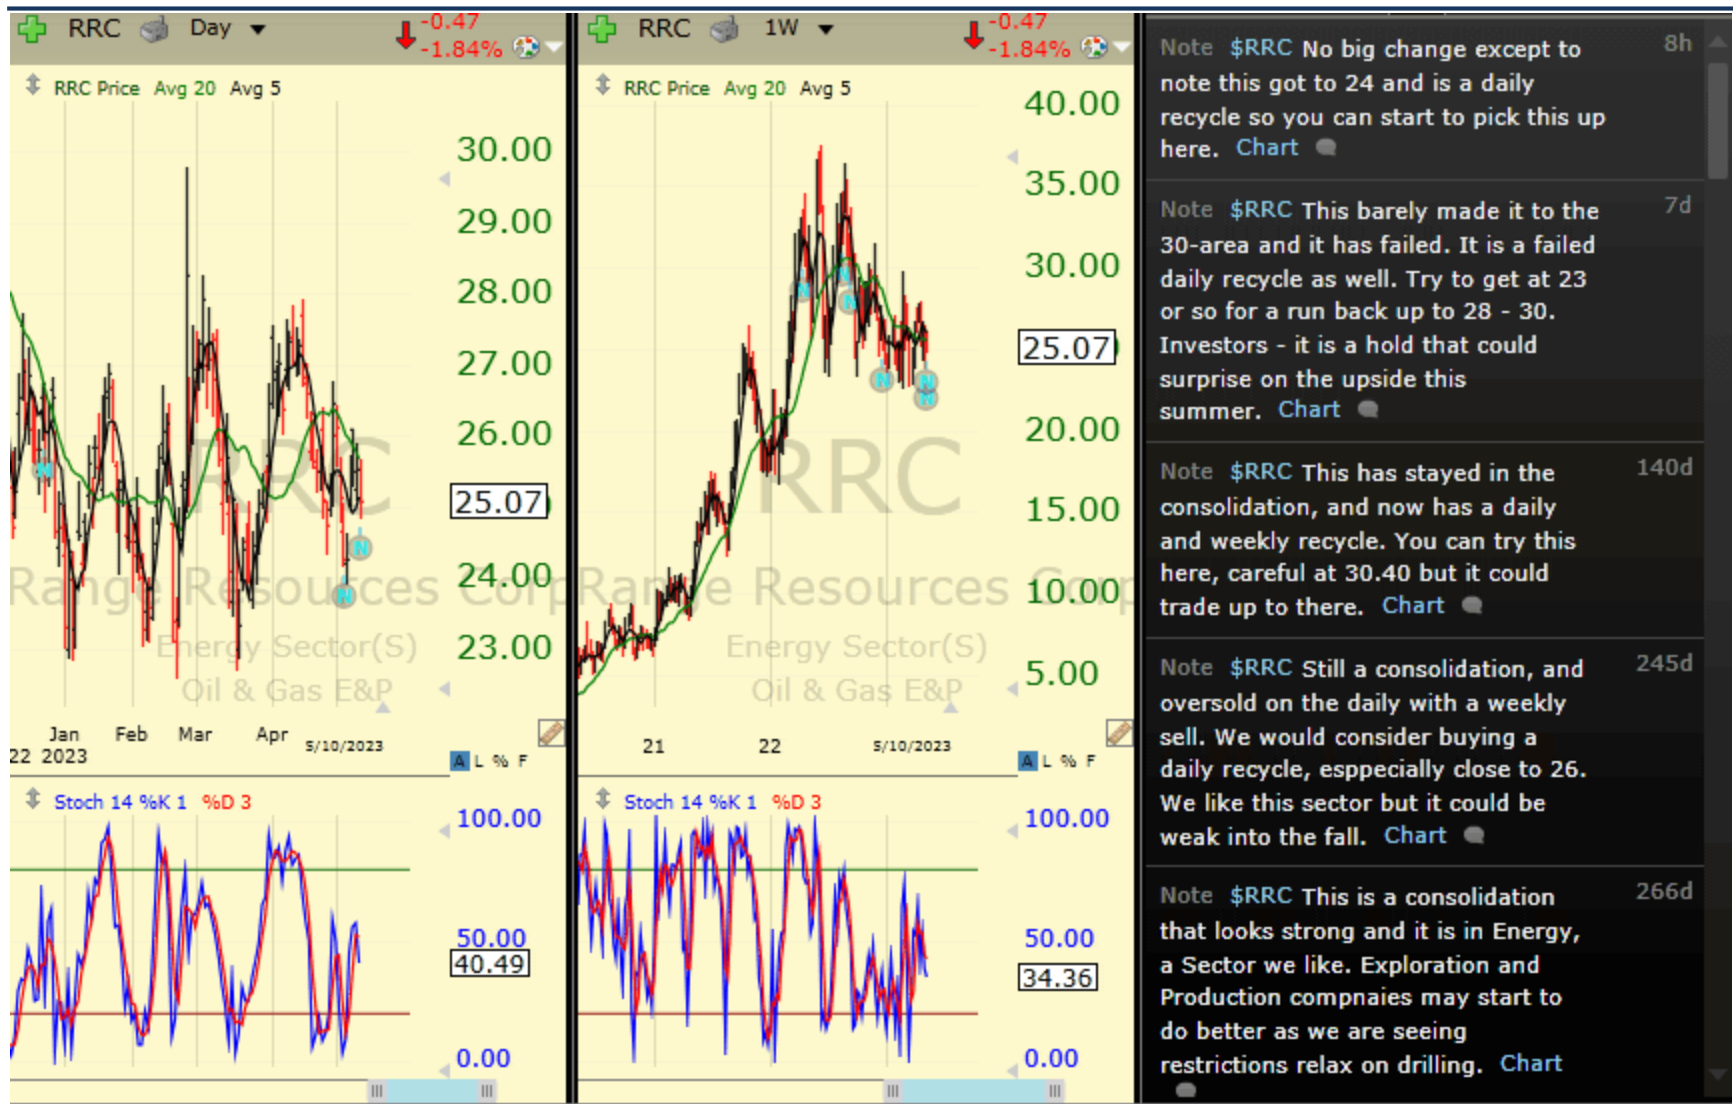 RRC Day -0.47
-1.84%
RRC Price Avg 20 Avg 5
30.00
29.00
28.00
27.00
26.00
25.07
24.00
23.00
RRC
Range Resources Corp
Energy Sector(S)
Oil & Gas E&P
N
N
N
Jan Feb Mar Apr 5/10/2023
22 2023
A L % F
Stoch 14 %K 1 %D 3
100.00
50.00
40.49
0.00
RRC 1W -0.47
-1.84%
RRC Price Avg 20 Avg 5
40.00
35.00
30.00
25.07
20.00
15.00
10.00
5.00
RRC
Range Resources Corp
Energy Sector(S)
Oil & Gas E&P
N
N
N
N
N
N
21 22 5/10/2023
A L % F
Stoch 14 %K 1 %D 3
100.00
50.00
34.36
0.00
Note $RRC No big change except to 8h
note this got to 24 and is a daily
recycle so you can start to pick this up
here. Chart
Note $RRC This barely made it to the 7d
30-area and it has failed. It is a failed
daily recycle as well. Try to get at 23
or so for a run back up to 28 - 30.
Investors - it is a hold that could
surprise on the upside this
summer. Chart
Note $RRC This has stayed in the 140d
consolidation, and now has a daily
and weekly recycle. You can try this
here, careful at 30.40 but it could
trade up to there. Chart
Note $RRC Still a consolidation, and 245d
oversold on the daily with a weekly
sell. We would consider buying a
daily recycle, esppecially close to 26.
We like this sector but it could be
weak into the fall. Chart
Note $RRC This is a consolidation 266d
that looks strong and it is in Energy,
a Sector we like. Exploration and
Production compnaies may start to
do better as we are seeing
restrictions relax on drilling. Chart